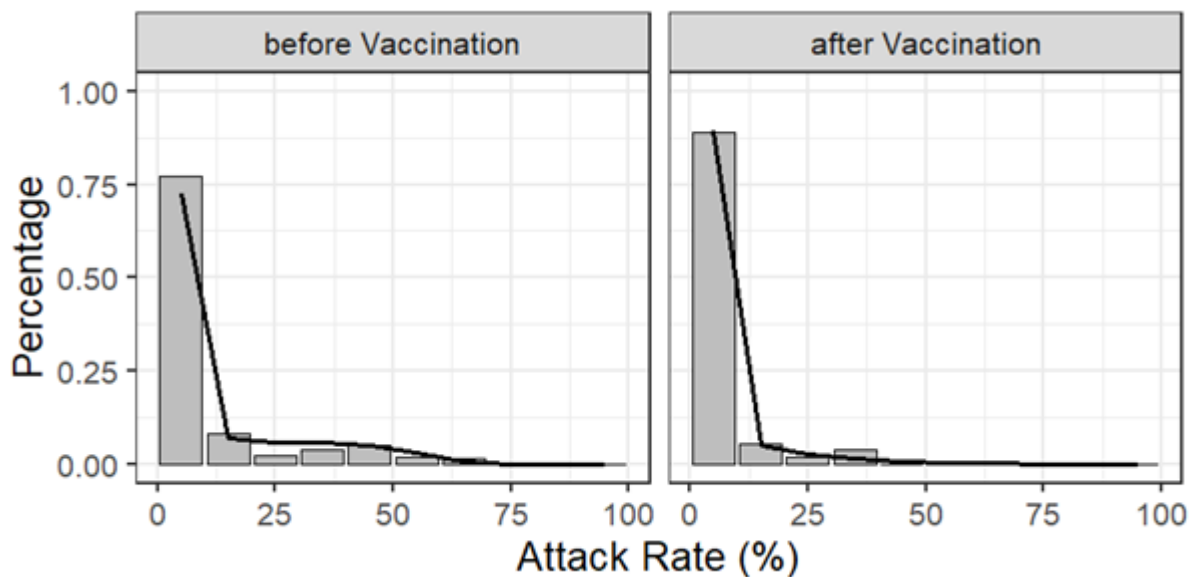 before Vaccination
after Vaccination
Percentage
1.00
0.75
0.50
0.25
0.00
0 25 50 75 100
0 25 50 75 100
Attack Rate (%)